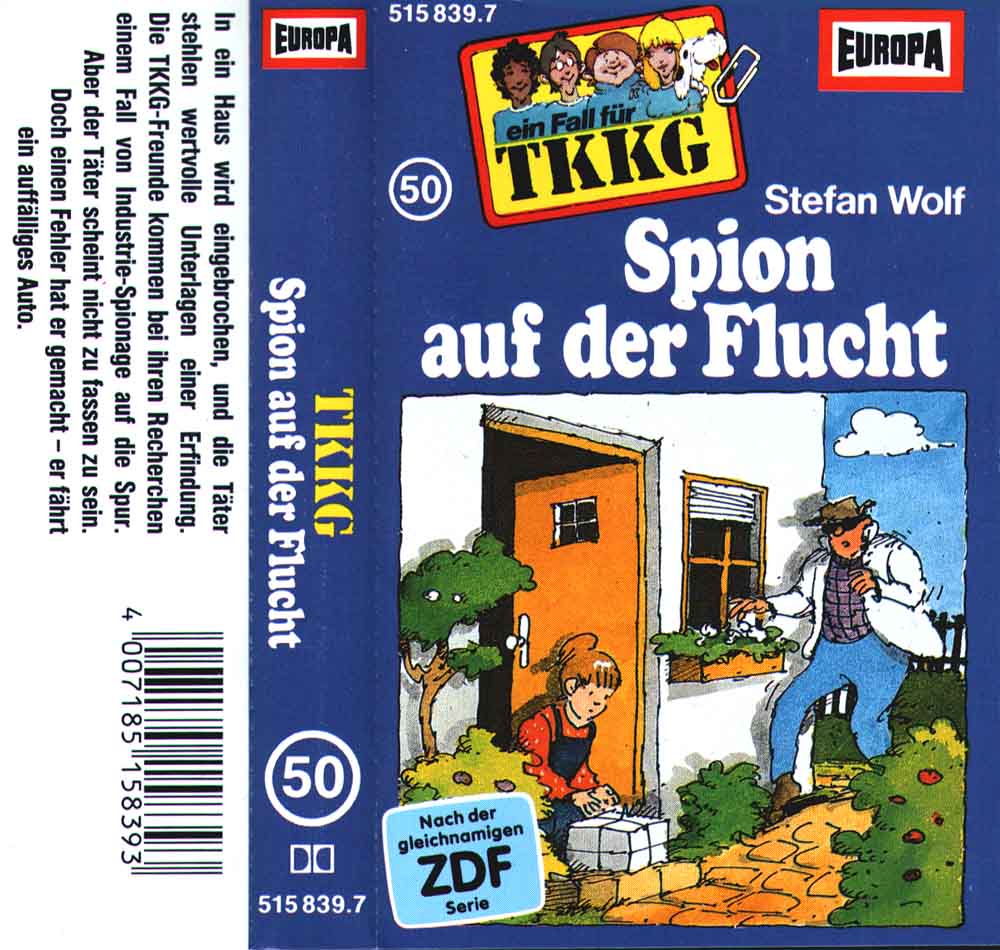 In ein Haus wird eingebrochen, und die Täter
stehlen wertvolle Unterlagen einer Erfindung.
Die TKKG-Freunde kommen bei ihren Recherchen
einem Fall von Industrie-Spionage auf die Spur.
Aber der Täter scheint nicht zu fassen zu sein.
Doch einen Fehler hat er gemacht – er fährt
ein auffälliges Auto.
4 007185 158393
EUROPA
TKKG
Spion auf der Flucht
50
515 839.7
515 839.7
ein Fall für
TKKG
EUROPA
50
Stefan Wolf
Spion
auf der Flucht
Nach der
gleichnamigen
ZDF
Serie